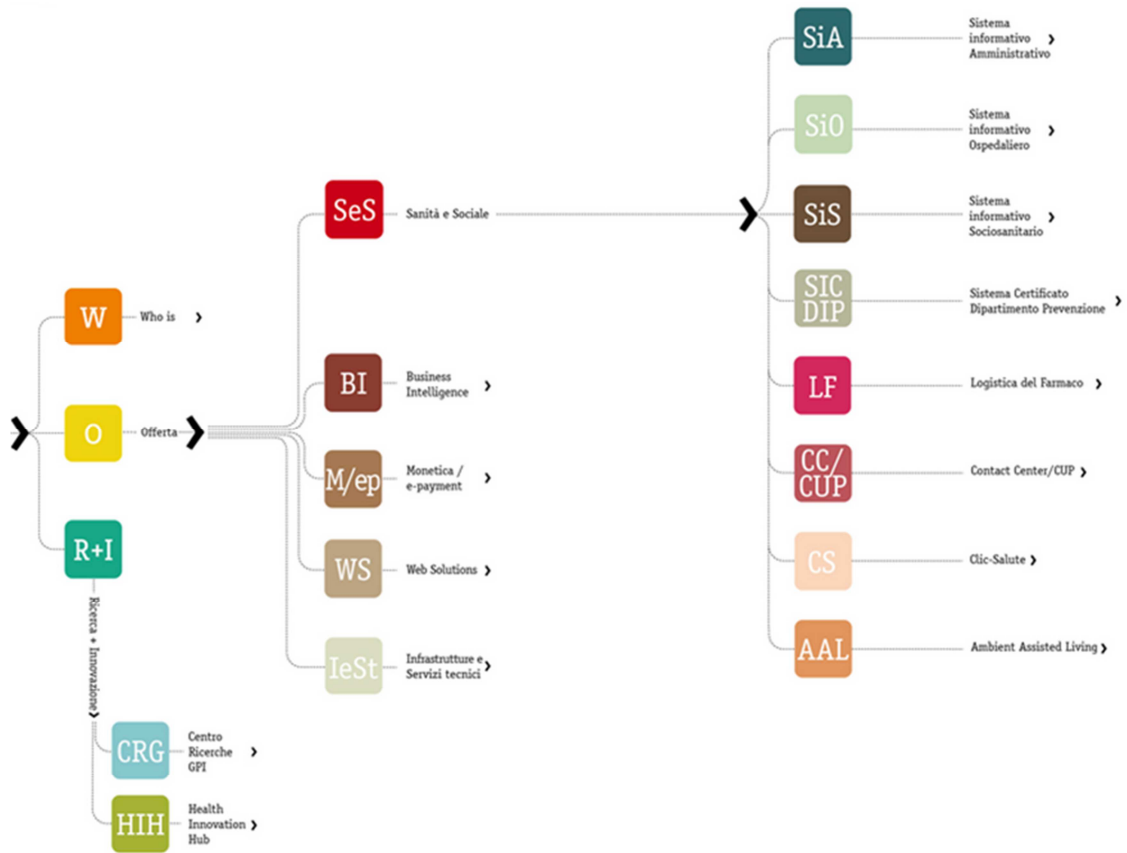 W
Who is
O
Offerta
R+I
Ricerca + Innovazione
CRG
Centro
Ricerche
GPI
HIH
Health
Innovation
Hub
SeS
Sanità e Sociale
BI
Business
Intelligence
M/ep
Monetica /
e-payment
WS
Web Solutions
IeSt
Infrastrutture e
Servizi tecnici
SiA
Sistema
informativo
Amministrativo
SiO
Sistema
informativo
Ospedaliero
SiS
Sistema
informativo
Sociosanitario
SIC
DIP
Sistema Certificato
Dipartimento Prevenzione
LF
Logistica del Farmaco
CC/
CUP
Contact Center/CUP
CS
Clic-Salute
AAL
Ambient Assisted Living